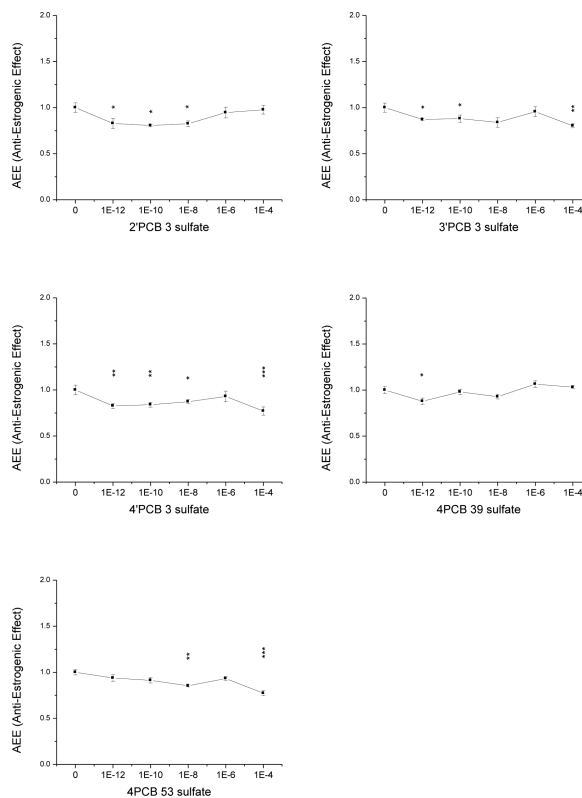 2.0
1.5
1.0
0.5
0.0
AEE (Anti-Estrogenic Effect)
* * *
0 1E-12 1E-10 1E-8 1E-6 1E-4
2'PCB 3 sulfate
2.0
1.5
1.0
0.5
0.0
AEE (Anti-Estrogenic Effect)
* * **
0 1E-12 1E-10 1E-8 1E-6 1E-4
3'PCB 3 sulfate
2.0
1.5
1.0
0.5
0.0
AEE (Anti-Estrogenic Effect)
** ** * ***
0 1E-12 1E-10 1E-8 1E-6 1E-4
4'PCB 3 sulfate
2.0
1.5
1.0
0.5
0.0
AEE (Anti-Estrogenic Effect)
*
0 1E-12 1E-10 1E-8 1E-6 1E-4
4PCB 39 sulfate
2.0
1.5
1.0
0.5
0.0
AEE (Anti-Estrogenic Effect)
** ***
0 1E-12 1E-10 1E-8 1E-6 1E-4
4PCB 53 sulfate